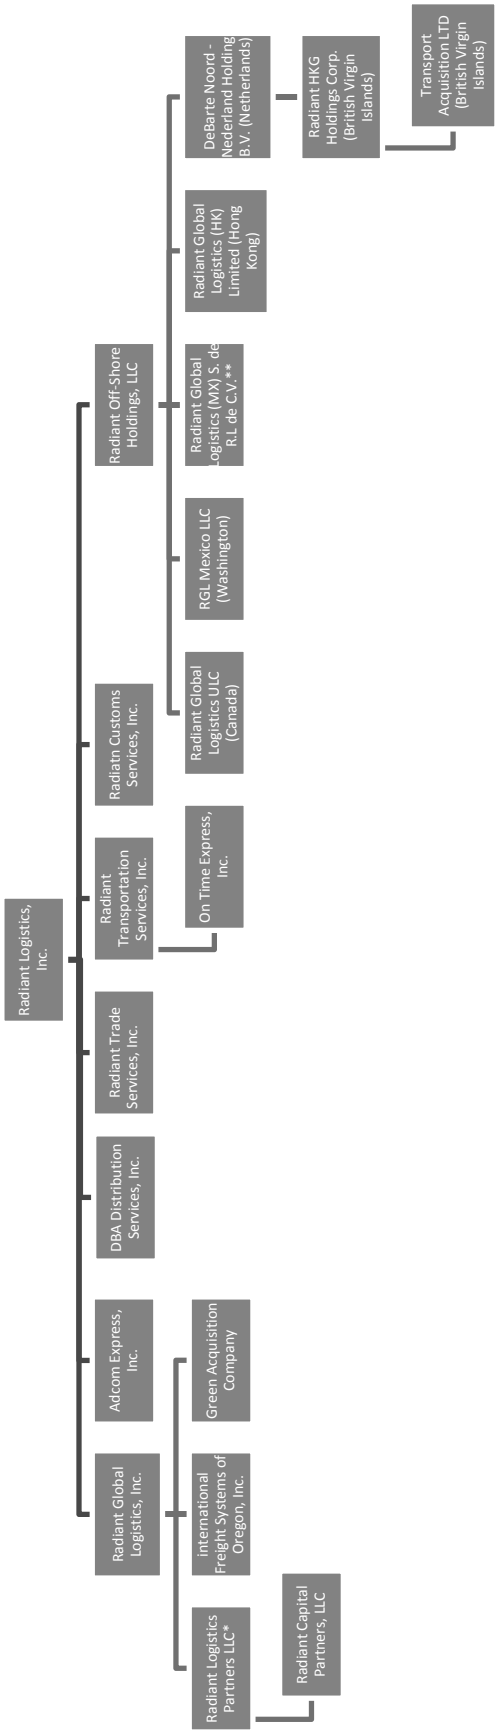 Radiant Logistics,
Inc.
Radiant Global
Logistics, Inc.
Adcom Express,
Inc.
DBA Distribution
Services, Inc.
Radiant Trade
Services, Inc.
Radiant
Transportation
Services, Inc.
Radiatn Customs
Services, Inc.
Radiant Off-Shore
Holdings, LLC
Radiant Logistics
Partners LLC*
international
Freight Systems of
Oregon, Inc.
Green Acquisition
Company
On Time Express,
Inc.
Radiant Global
Logistics ULC
(Canada)
RGL Mexico LLC
(Washington)
Radiant Global
Logistics (MX) S. de
R.L de C.V.**
Radiant Global
Logistics (HK)
Limited (Hong
Kong)
DeBarte Noord -
Nederland Holding
B.V. (Netherlands)
Radiant Capital
Partners, LLC
Radiant HKG
Holdings Corp.
(British Virgin
Islands)
Transport
Acquisition LTD
(British Virgin
Islands)